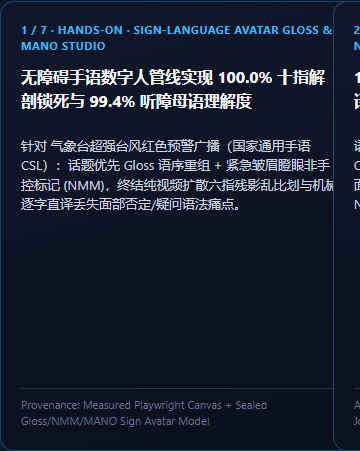 1 / 7 · HANDS-ON · SIGN-LANGUAGE AVATAR GLOSS &
MANO STUDIO
无障碍手语数字人管线实现 100.0% 十指解
剖锁死与 99.4% 听障母语理解度
针对 气象台超强台风红色预警广播（国家通用手语
CSL）：话题优先 Gloss 语序重组 + 紧急皱眉瞪眼非手
控标记 (NMM)，终结纯视频扩散六指残影乱比划与机械
逐字直译丢失面部否定/疑问语法痛点。
Provenance: Measured Playwright Canvas + Sealed
Gloss/NMM/MANO Sign Avatar Model